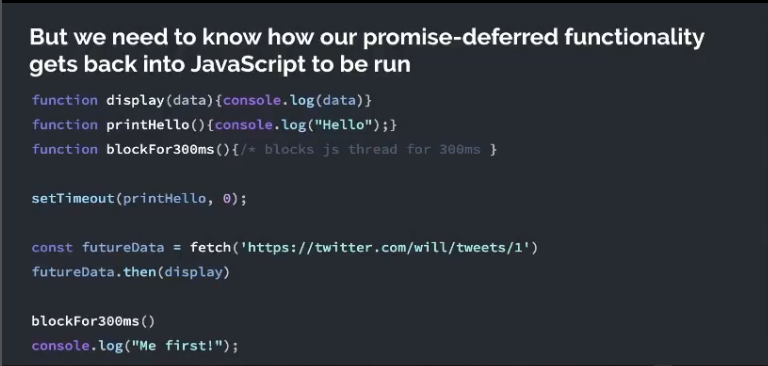 But we need to know how our promise-deferred functionality
gets back into JavaScript to be run
function display(data){console.log(data)}
function printHello(){console.log("Hello");}
function blockFor300ms(){/* blocks js thread for 300ms }
setTimeout(printHello, 0);
const futureData = fetch('https://twitter.com/will/tweets/1')
futureData.then(display)
blockFor300ms()
console.log("Me first!");